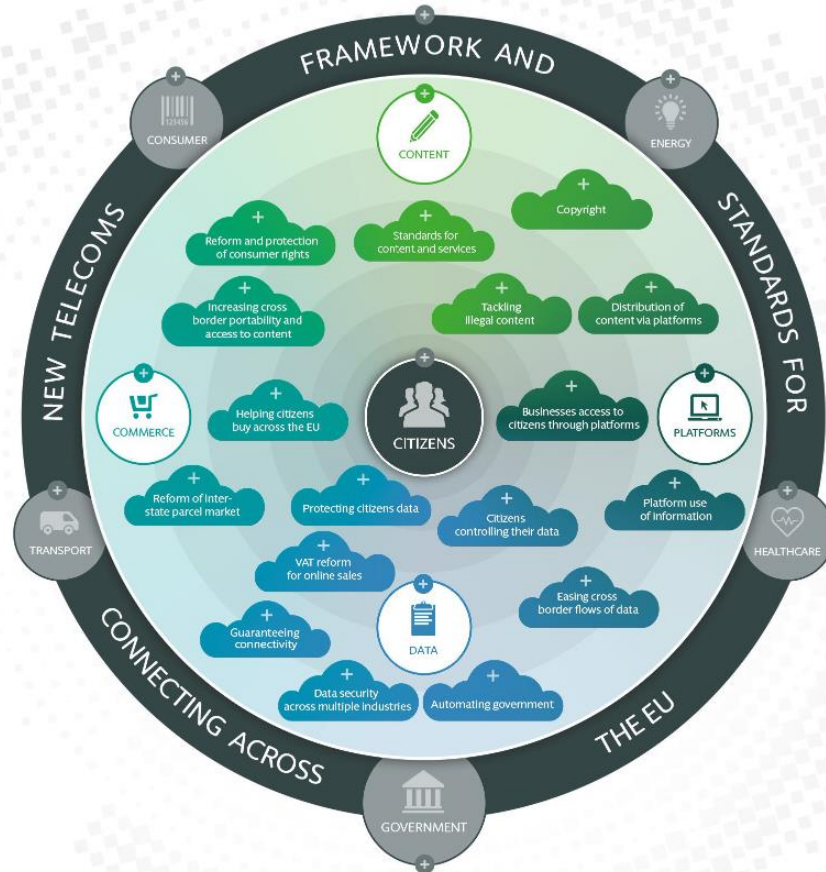 NEW TELECOMS FRAMEWORK AND STANDARDS FOR CONNECTING ACROSS THE EU
123456
CONSUMER
ENERGY
CONTENT
Copyright
Reform and protection
of consumer rights
Standards for
content and services
Increasing cross
border portability and
access to content
Tackling
Illegal content
Distribution of
content via platforms
COMMERCE
Helping citizens
buy across the EU
CITIZENS
Businesses access to
citizens through platforms
PLATFORMS
Reform of inter-
state parcel market
Protecting citizens data
Citizens
controlling their data
Platform use
of information
TRANSPORT
HEALTHCARE
VAT reform
for online sales
Easing cross
border flows of data
Guaranteeing
connectivity
DATA
Data security
across multiple industries
Automating government
GOVERNMENT